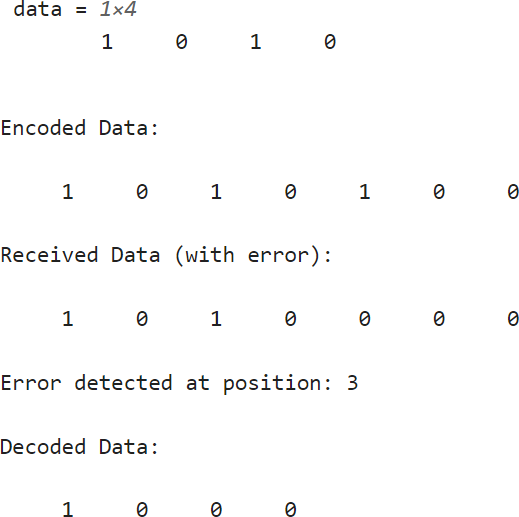 data = 1×4
1 0 1 0
Encoded Data:
1 0 1 0 1 0 0
Received Data (with error):
1 0 1 0 0 0 0
Error detected at position: 3
Decoded Data:
1 0 0 0